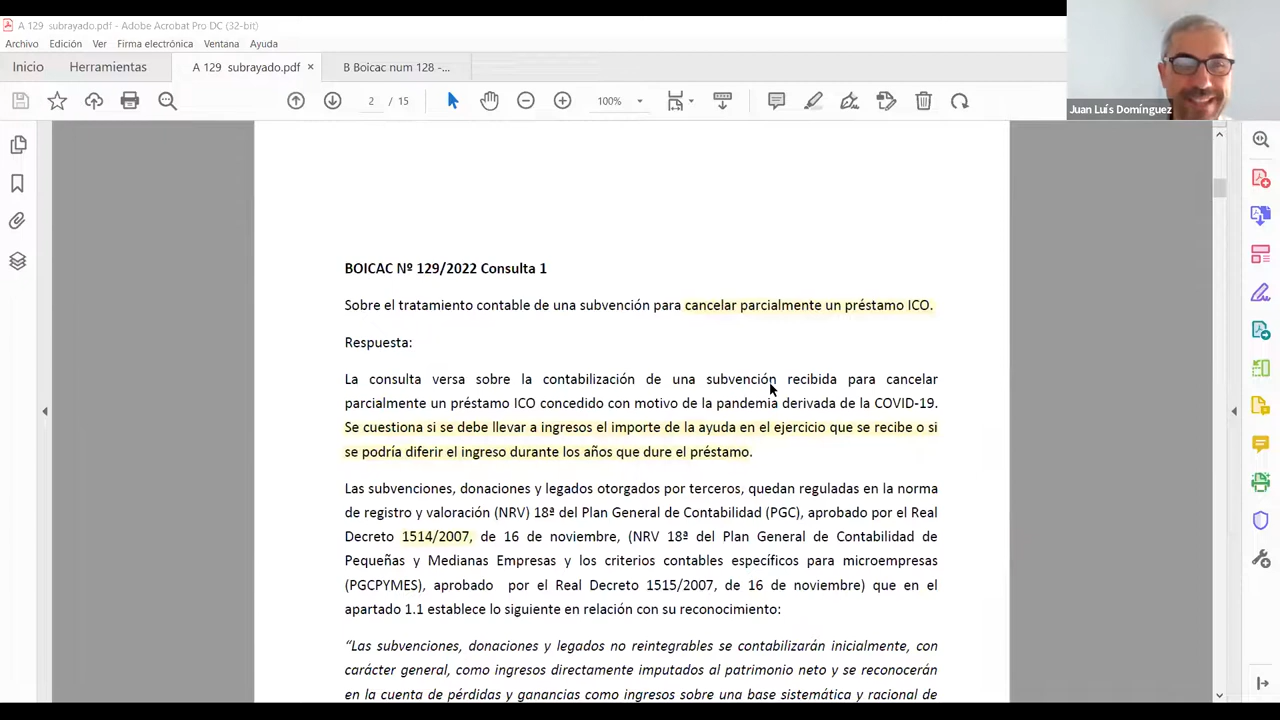 A 129 subrayado.pdf - Adobe Acrobat Pro DC (32-bit)
Archivo Edición Ver Firma electrónica Ventana Ayuda
Inicio Herramientas A 129 subrayado.pdf × B Boicac num 128 -...
2 / 15 100%
Juan Luís Domínguez
BOICAC Nº 129/2022 Consulta 1
Sobre el tratamiento contable de una subvención para cancelar parcialmente un préstamo ICO.
Respuesta:
La consulta versa sobre la contabilización de una subvención recibida para cancelar
parcialmente un préstamo ICO concedido con motivo de la pandemia derivada de la COVID-19.
Se cuestiona si se debe llevar a ingresos el importe de la ayuda en el ejercicio que se recibe o si
se podría diferir el ingreso durante los años que dure el préstamo.
Las subvenciones, donaciones y legados otorgados por terceros, quedan reguladas en la norma
de registro y valoración (NRV) 18ª del Plan General de Contabilidad (PGC), aprobado por el Real
Decreto 1514/2007, de 16 de noviembre, (NRV 18ª del Plan General de Contabilidad de
Pequeñas y Medianas Empresas y los criterios contables específicos para microempresas
(PGCPYMES), aprobado por el Real Decreto 1515/2007, de 16 de noviembre) que en el
apartado 1.1 establece lo siguiente en relación con su reconocimiento:
“Las subvenciones, donaciones y legados no reintegrables se contabilizarán inicialmente, con
carácter general, como ingresos directamente imputados al patrimonio neto y se reconocerán
en la cuenta de pérdidas y ganancias como ingresos sobre una base sistemática y racional de